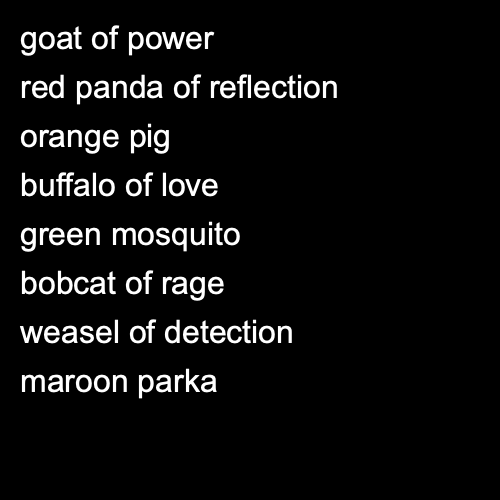 goat of power
red panda of reflection
orange pig
buffalo of love
green mosquito
bobcat of rage
weasel of detection
maroon parka